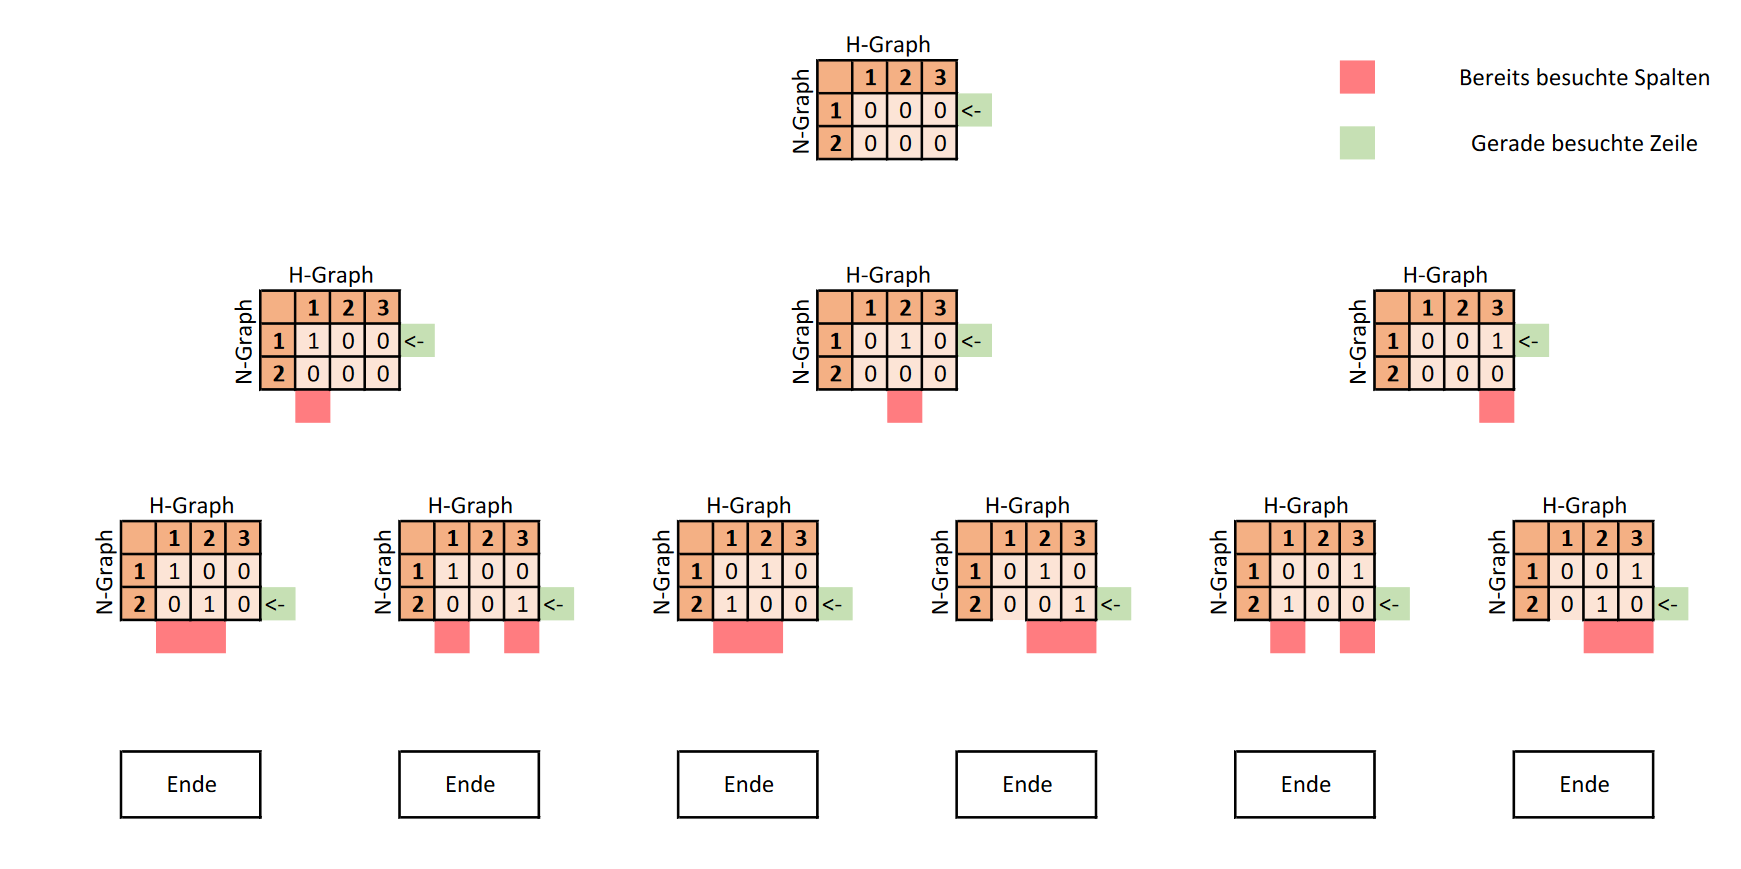 H-Graph
N-Graph
1 2 3
1 0 0 0 <-
2 0 0 0
Bereits besuchte Spalten
Gerade besuchte Zeile
H-Graph
N-Graph
1 2 3
1 1 0 0 <-
2 0 0 0
H-Graph
N-Graph
1 2 3
1 0 1 0 <-
2 0 0 0
H-Graph
N-Graph
1 2 3
1 0 0 1 <-
2 0 0 0
H-Graph
N-Graph
1 2 3
1 1 0 0
2 0 1 0 <-
H-Graph
N-Graph
1 2 3
1 1 0 0
2 0 0 1 <-
H-Graph
N-Graph
1 2 3
1 0 1 0
2 1 0 0 <-
H-Graph
N-Graph
1 2 3
1 0 1 0
2 0 0 1 <-
H-Graph
N-Graph
1 2 3
1 0 0 1
2 1 0 0 <-
H-Graph
N-Graph
1 2 3
1 0 0 1
2 0 1 0 <-
Ende
Ende
Ende
Ende
Ende
Ende